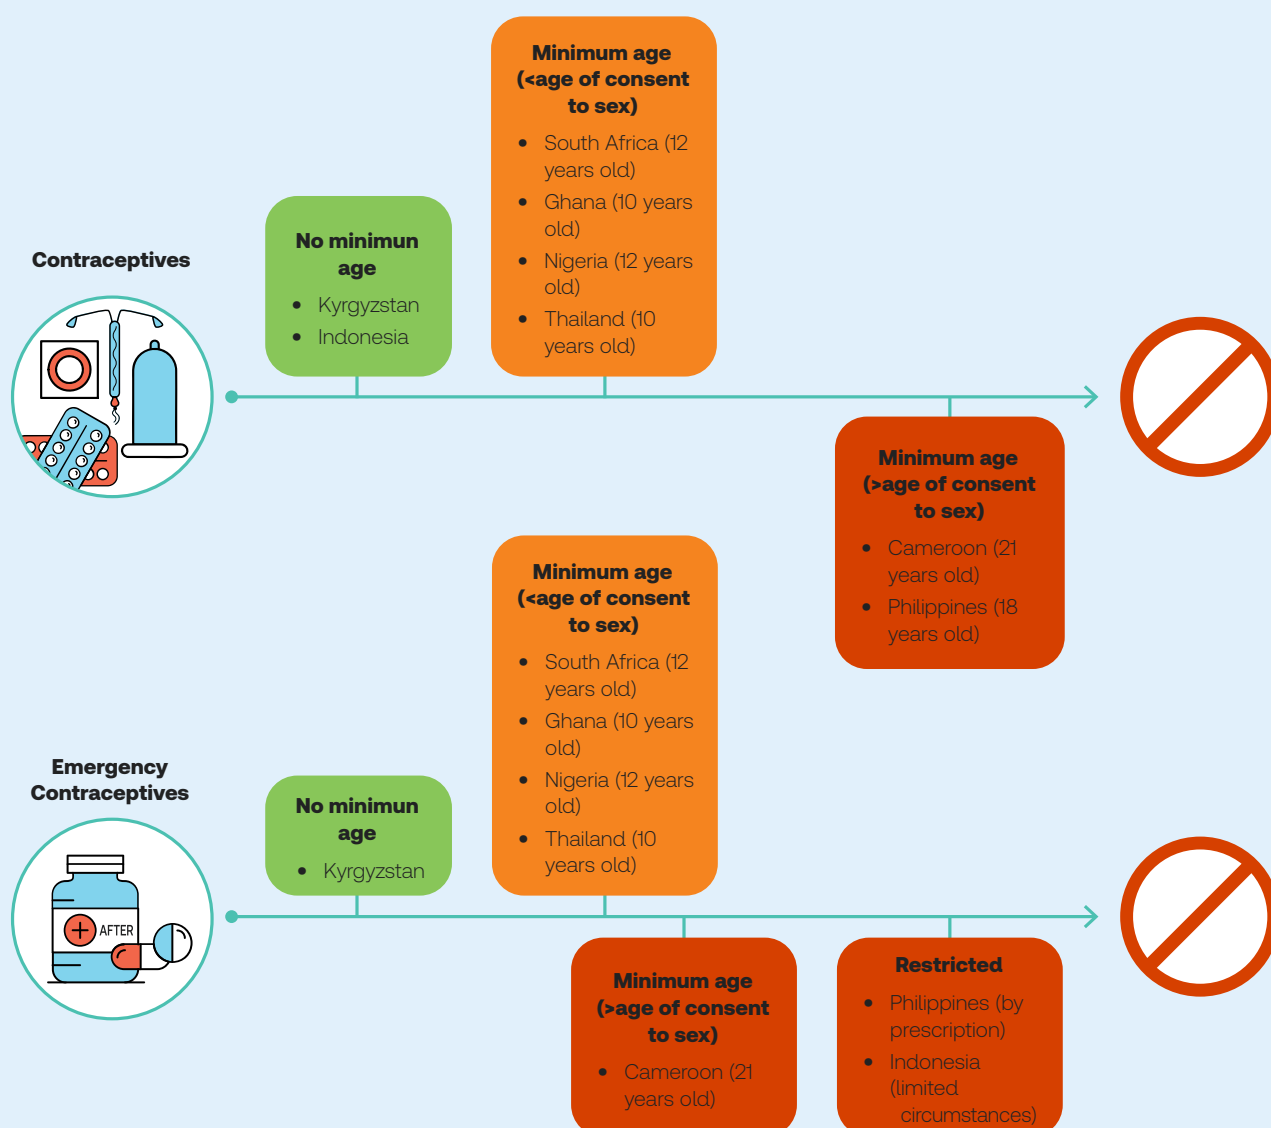 Contraceptives
No minimun
age
• Kyrgyzstan
• Indonesia
Minimum age
(<age of consent
to sex)
• South Africa (12
years old)
• Ghana (10 years
old)
• Nigeria (12 years
old)
• Thailand (10
years old)
Minimum age
(>age of consent
to sex)
• Cameroon (21
years old)
• Philippines (18
years old)
Emergency
Contraceptives
AFTER
No minimun
age
• Kyrgyzstan
Minimum age
(<age of consent
to sex)
• South Africa (12
years old)
• Ghana (10 years
old)
• Nigeria (12 years
old)
• Thailand (10
years old)
Minimum age
(>age of consent
to sex)
• Cameroon (21
years old)
Restricted
• Philippines (by
prescription)
• Indonesia
(limited
circumstances)